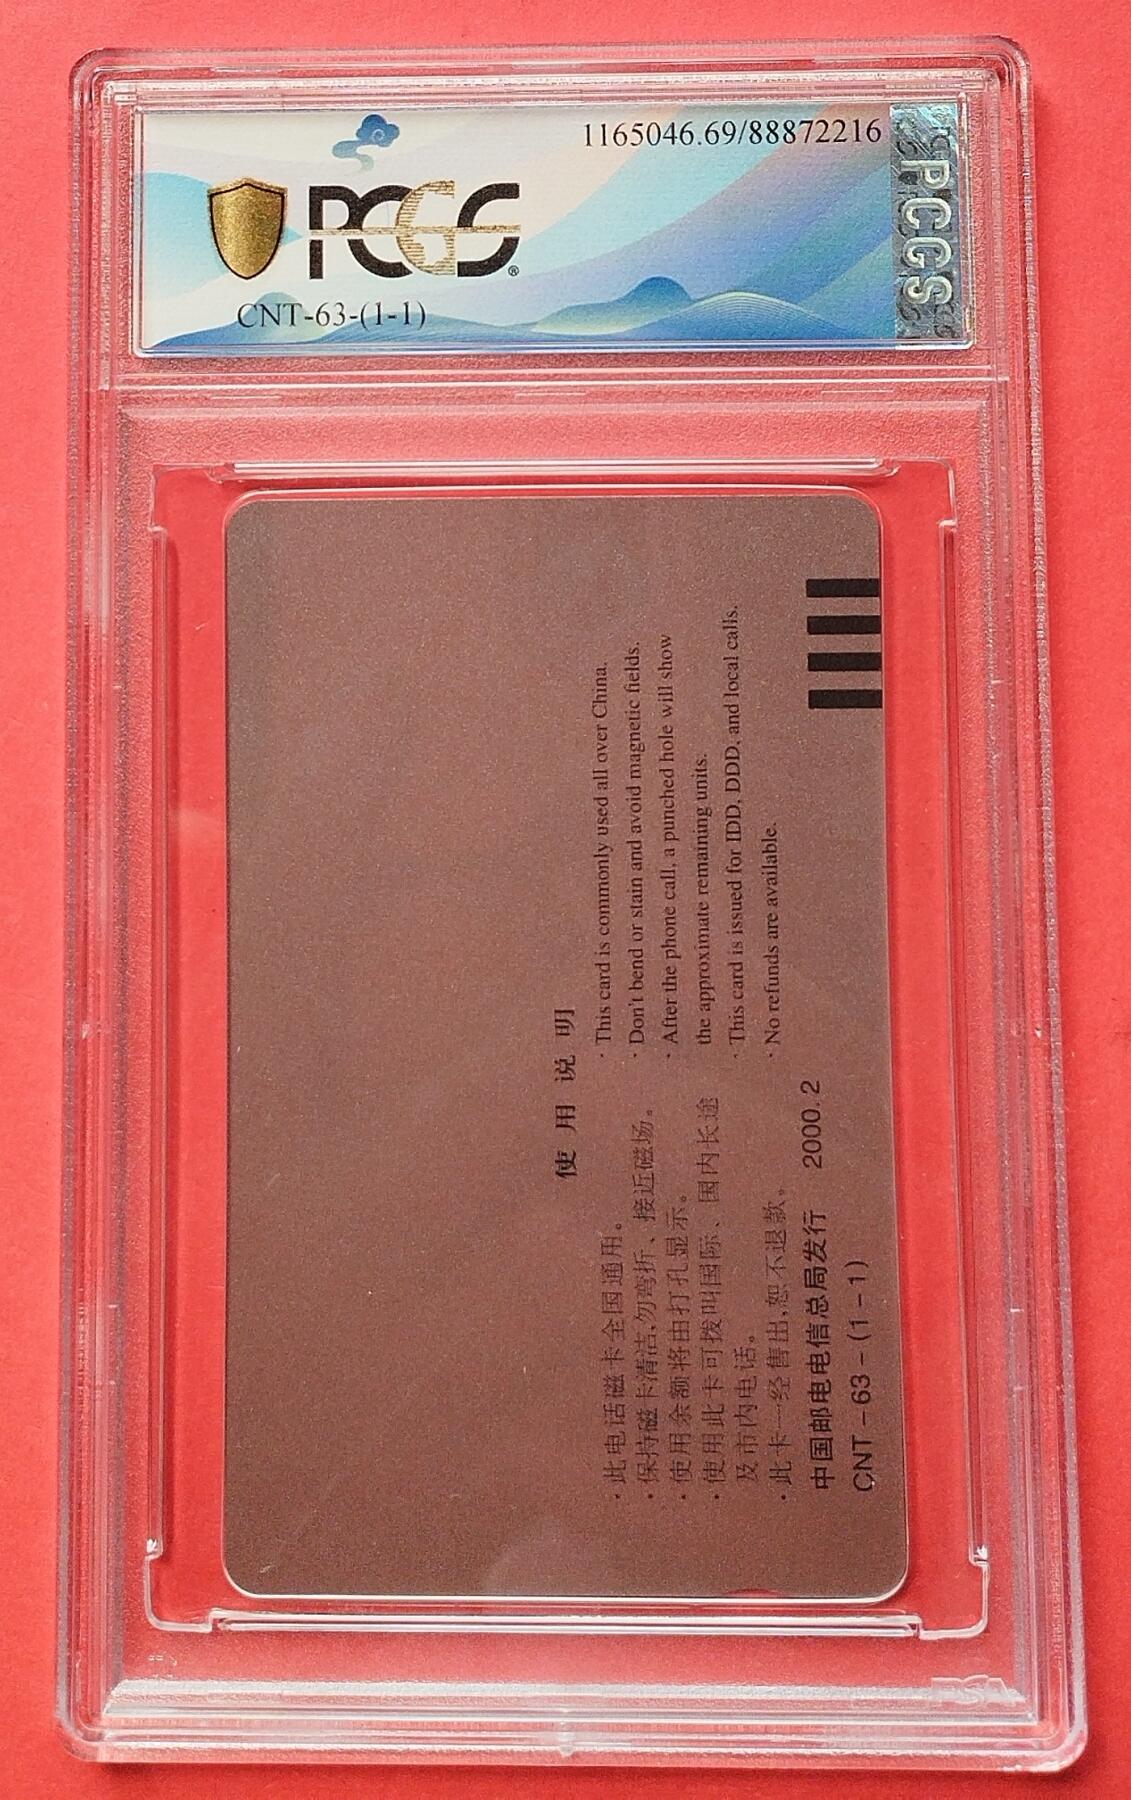 1165046.69/88872216
PCGS
®
CNT-63-(1-1)
PCGS
使用说明
· 此电话磁卡全国通用。
· 保持磁卡清洁,勿弯折、接近磁场。
· 使用余额将由打孔显示。
· 使用此卡可拨叫国际、国内长途
及市内电话。
· 此卡一经售出,恕不退款。
· This card is commonly used all over China.
· Don't bend or stain and avoid magnetic fields.
· After the phone call, a punched hole will show
the approximate remaining units.
· This card is issued for IDD, DDD, and local calls.
· No refunds are available.
中国邮电电信总局发行 2000.2
CNT-63-(1-1)
PSA